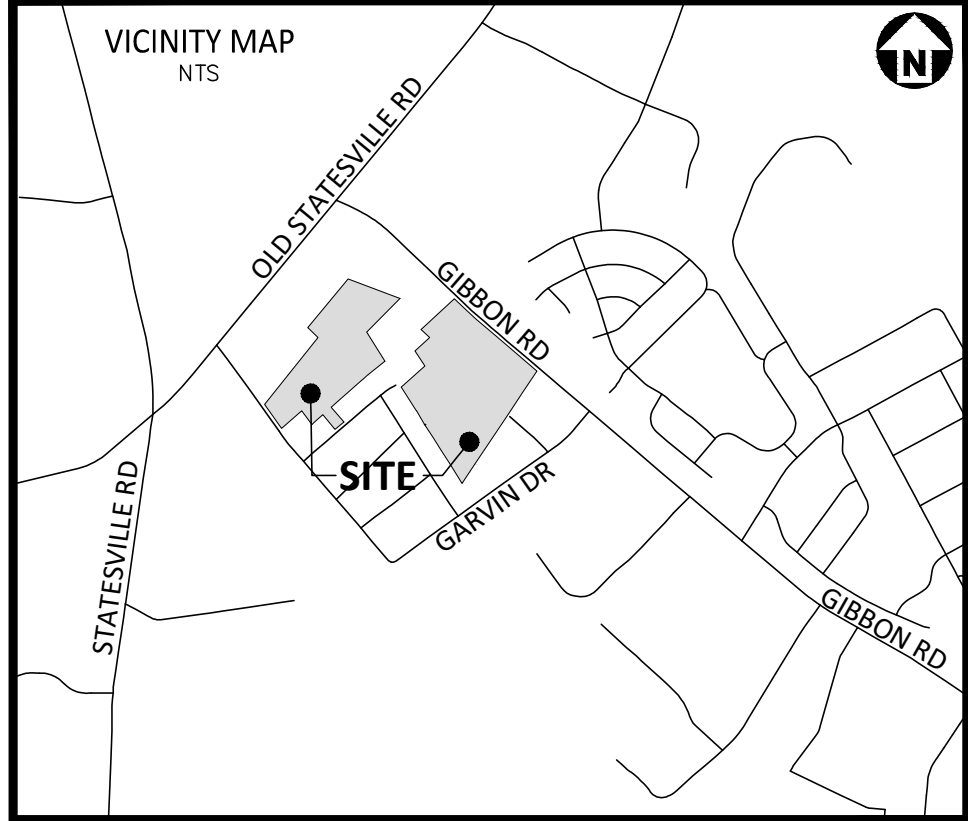 VICINITY MAP
NTS
N
OLD STATESVILLE RD
GIBBON RD
SITE
GARVIN DR
STATESVILLE RD
GIBBON RD